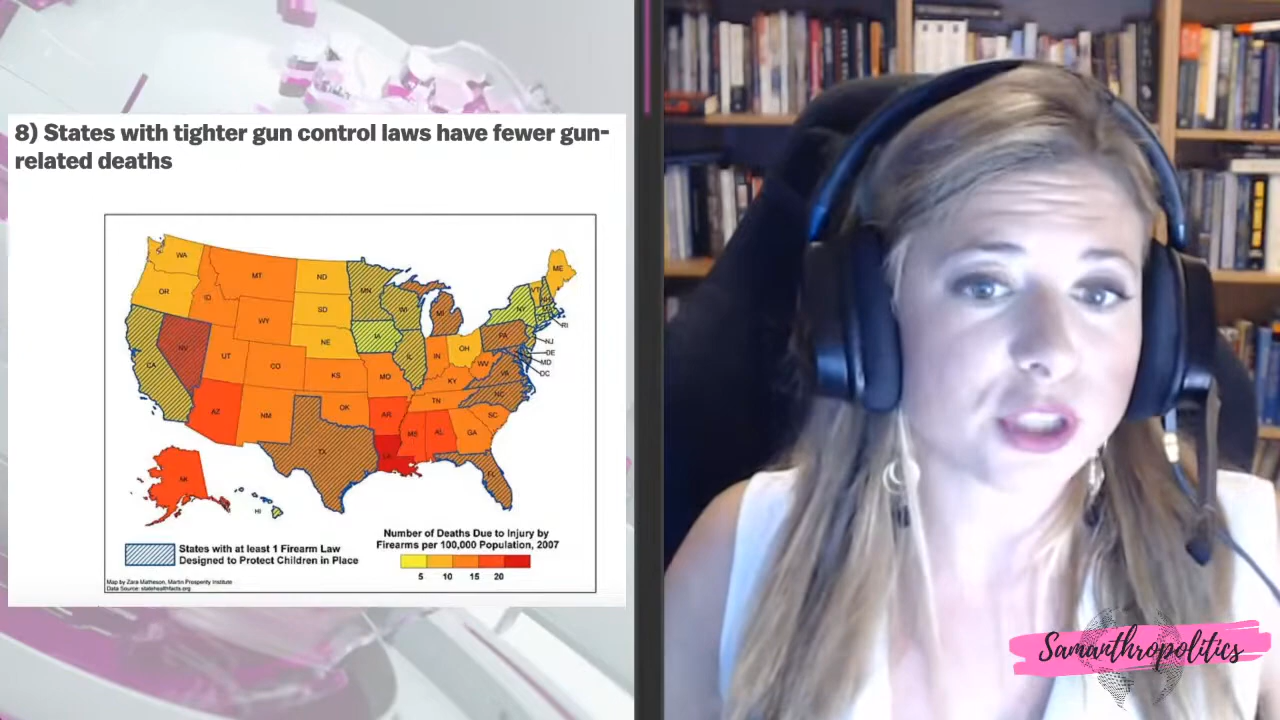 8) States with tighter gun control laws have fewer gun-
related deaths
WA
MT
ND
MN
ME
OR
ID
SD
WI
MI
VT
NY
RI
WY
NE
IA
PA
NJ
NV
UT
CO
IL
IN
OH
DE
MD
DC
CA
KS
MO
KY
WV
VA
AZ
NM
OK
AR
TN
NC
SC
TX
LA
MS
AL
GA
AK
HI
States with at least 1 Firearm Law
Designed to Protect Children in Place
Number of Deaths Due to Injury by
Firearms per 100,000 Population, 2007
5 10 15 20
Map by Zara Matheson, Martin Prosperity Institute
Data Source: statehealthfacts.org
Samanthropolitics